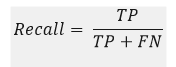 Recall = TP / (TP + FN)